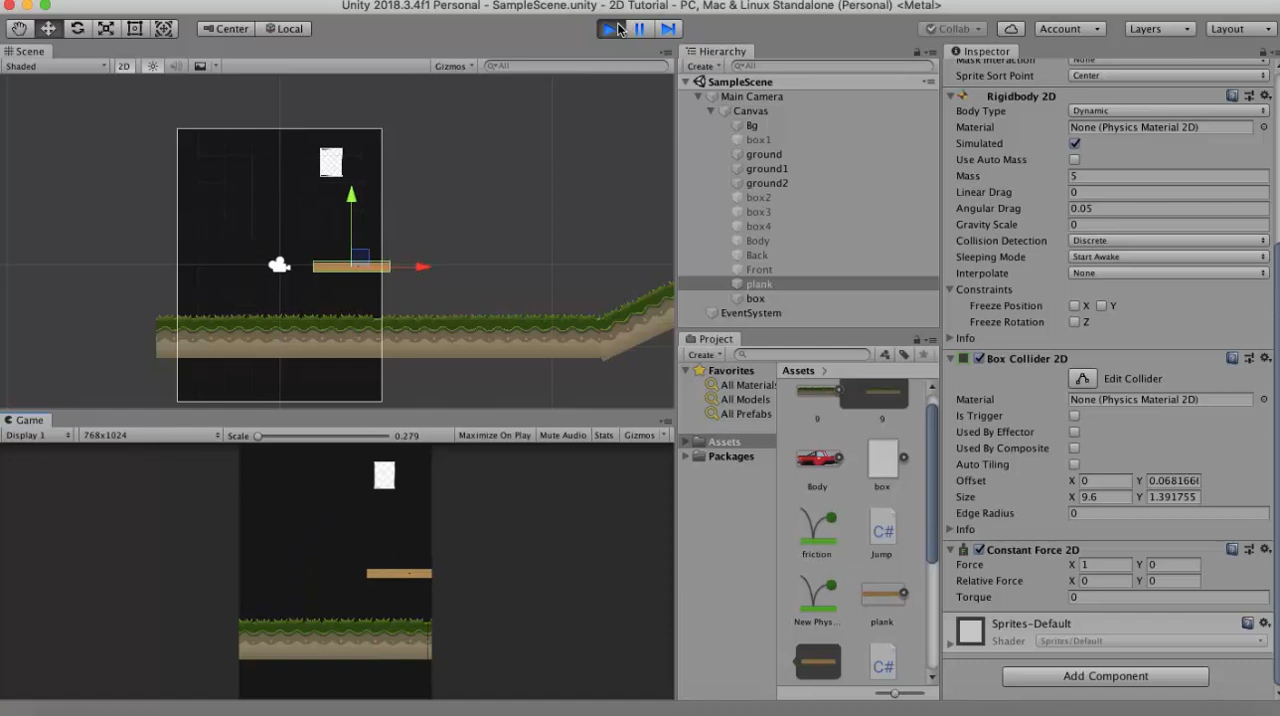 Unity 2018.3.4f1 Personal - SampleScene.unity - 2D Tutorial - PC, Mac & Linux Standalone (Personal) <Metal>
Center Local Collab Account Layers Layout
Scene
Shaded 2D Gizmos All
Hierarchy
Create All
SampleScene
Main Camera
Canvas
Bg
box1
ground
ground1
ground2
box2
box3
box4
Body
Back
Front
plank
box
EventSystem
Project
Create
Favorites
All Materials
All Models
All Prefabs
Assets
Packages
Assets
9 9
Body box
friction Jump
New Phys... plank
Game
Display 1 768x1024 Scale 0.279 Maximize On Play Mute Audio Stats Gizmos
Inspector
Mask Interaction None
Sprite Sort Point Center
Rigidbody 2D
Body Type Dynamic
Material None (Physics Material 2D)
Simulated
Use Auto Mass
Mass 5
Linear Drag 0
Angular Drag 0.05
Gravity Scale 0
Collision Detection Discrete
Sleeping Mode Start Awake
Interpolate None
Constraints
Freeze Position X Y
Freeze Rotation Z
Info
Box Collider 2D
Edit Collider
Material None (Physics Material 2D)
Is Trigger
Used By Effector
Used By Composite
Auto Tiling
Offset X 0 Y 0.068166
Size X 9.6 Y 1.391755
Edge Radius 0
Info
Constant Force 2D
Force X 1 Y 0
Relative Force X 0 Y 0
Torque 0
Sprites-Default
Shader Sprites/Default
Add Component